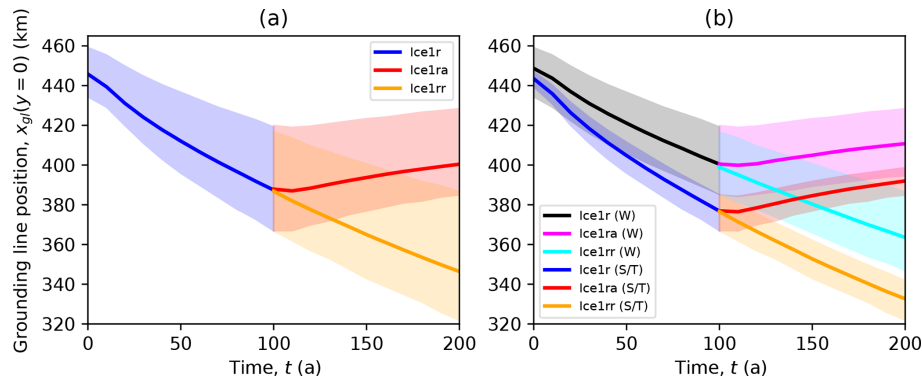 (a)
Grounding line position, x_gl(y = 0) (km)
460
440
420
400
380
360
340
320
0
50
100
150
200
Time, t (a)
Ice1r
Ice1ra
Ice1rr
(b)
460
440
420
400
380
360
340
320
0
50
100
150
200
Time, t (a)
Ice1r (W)
Ice1ra (W)
Ice1rr (W)
Ice1r (S/T)
Ice1ra (S/T)
Ice1rr (S/T)